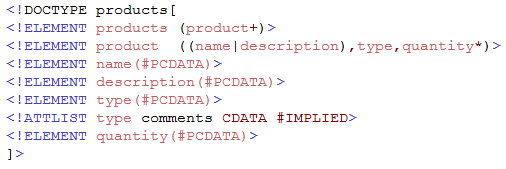 <!DOCTYPE products[
<!ELEMENT products (product+)>
<!ELEMENT product  ((name|description),type,quantity*)>
<!ELEMENT name(#PCDATA)>
<!ELEMENT description(#PCDATA)>
<!ELEMENT type(#PCDATA)>
<!ATTLIST type comments CDATA #IMPLIED>
<!ELEMENT quantity(#PCDATA)>
]>